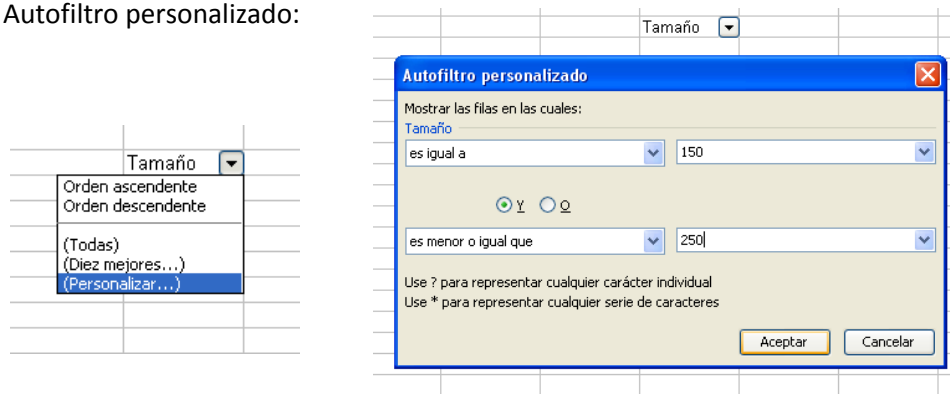 Autofiltro personalizado:
Tamaño
Orden ascendente
Orden descendente
(Todas)
(Diez mejores...)
(Personalizar...)
Tamaño
Autofiltro personalizado
Mostrar las filas en las cuales:
Tamaño
es igual a 150
Y O
es menor o igual que 250
Use ? para representar cualquier carácter individual
Use * para representar cualquier serie de caracteres
Aceptar Cancelar